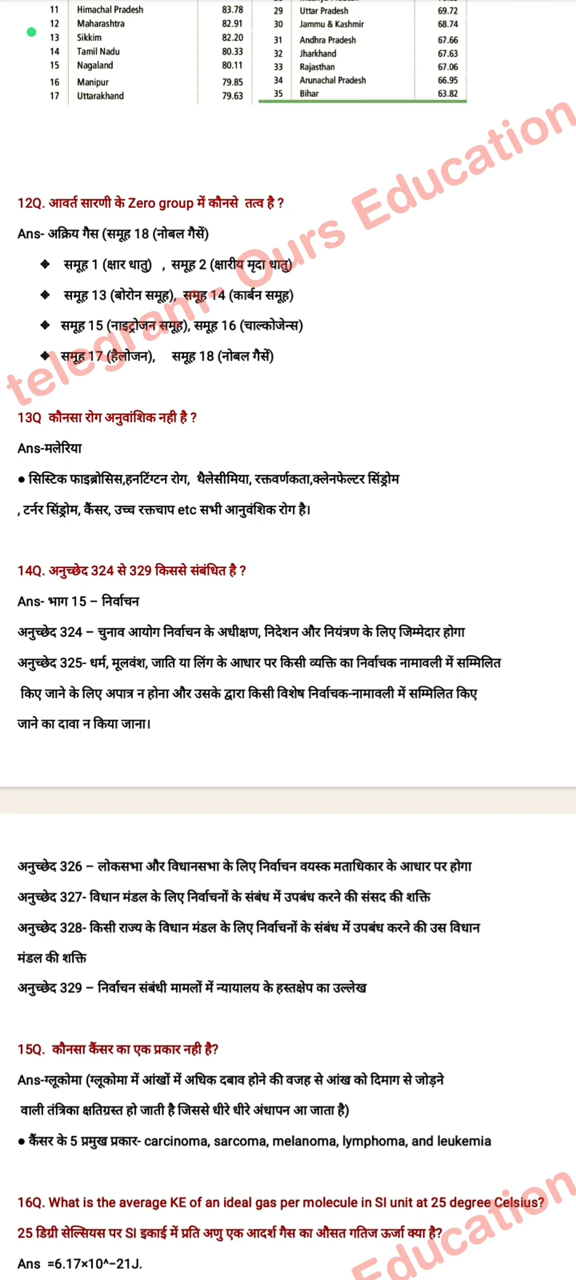 11 Himachal Pradesh 83.78 29 Uttar Pradesh 69.72
12 Maharashtra 82.91 30 Jammu & Kashmir 68.74
13 Sikkim 82.20 31 Andhra Pradesh 67.66
14 Tamil Nadu 80.33 32 Jharkhand 67.63
15 Nagaland 80.11 33 Rajasthan 67.06
16 Manipur 79.85 34 Arunachal Pradesh 66.95
17 Uttarakhand 79.63 35 Bihar 63.82
telegram- Ours Education
12Q. आवर्त सारणी के Zero group में कौनसे तत्व है ?
Ans- अक्रिय गैस (समूह 18 (नोबल गैसें)
❖ समूह 1 (क्षार धातु) , समूह 2 (क्षारीय मृदा धातु)
❖ समूह 13 (बोरोन समूह), समूह 14 (कार्बन समूह)
❖ समूह 15 (नाइट्रोजन समूह), समूह 16 (चाल्कोजेन्स)
❖ समूह 17 (हैलोजन), समूह 18 (नोबल गैसें)
13Q कौनसा रोग अनुवांशिक नही है ?
Ans-मलेरिया
● सिस्टिक फाइब्रोसिस,हनटिंग्टन रोग, थैलेसीमिया, रक्तवर्णकता,क्लेनफेल्टर सिंड्रोम
, टर्नर सिंड्रोम, कैंसर, उच्च रक्तचाप etc सभी आनुवंशिक रोग है।
14Q. अनुच्छेद 324 से 329 किससे संबंधित है ?
Ans- भाग 15 – निर्वाचन
अनुच्छेद 324 – चुनाव आयोग निर्वाचन के अधीक्षण, निदेशन और नियंत्रण के लिए जिम्मेदार होगा
अनुच्छेद 325- धर्म, मूलवंश, जाति या लिंग के आधार पर किसी व्यक्ति का निर्वाचक नामावली में सम्मिलित
किए जाने के लिए अपात्र न होना और उसके द्वारा किसी विशेष निर्वाचक-नामावली में सम्मिलित किए
जाने का दावा न किया जाना।
अनुच्छेद 326 – लोकसभा और विधानसभा के लिए निर्वाचन वयस्क मताधिकार के आधार पर होगा
अनुच्छेद 327- विधान मंडल के लिए निर्वाचनों के संबंध में उपबंध करने की संसद की शक्ति
अनुच्छेद 328- किसी राज्य के विधान मंडल के लिए निर्वाचनों के संबंध में उपबंध करने की उस विधान
मंडल की शक्ति
अनुच्छेद 329 – निर्वाचन संबंधी मामलों में न्यायालय के हस्तक्षेप का उल्लेख
15Q. कौनसा कैंसर का एक प्रकार नही है?
Ans-ग्लूकोमा (ग्लूकोमा में आंखों में अधिक दबाव होने की वजह से आंख को दिमाग से जोड़ने
वाली तंत्रिका क्षतिग्रस्त हो जाती है जिससे धीरे धीरे अंधापन आ जाता है)
● कैंसर के 5 प्रमुख प्रकार- carcinoma, sarcoma, melanoma, lymphoma, and leukemia
16Q. What is the average KE of an ideal gas per molecule in SI unit at 25 degree Celsius?
25 डिग्री सेल्सियस पर SI इकाई में प्रति अणु एक आदर्श गैस का औसत गतिज ऊर्जा क्या है?
Ans =6.17×10^−21J.
Education